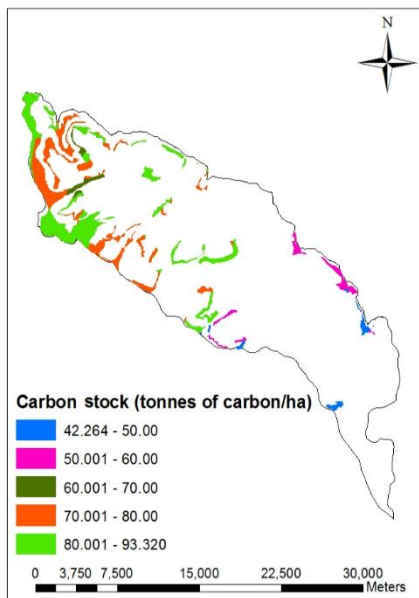 N
Carbon stock (tonnes of carbon/ha)
42.264 - 50.00
50.001 - 60.00
60.001 - 70.00
70.001 - 80.00
80.001 - 93.320
0 3,750 7,500 15,000 22,500 30,000
Meters